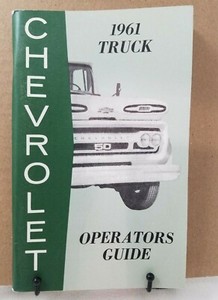 CHEVROLET
1961
TRUCK
50
OPERATORS
GUIDE